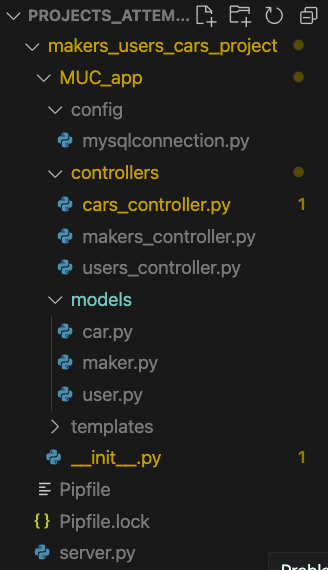 PROJECTS_ATTEM...
makers_users_cars_project
MUC_app
config
mysqlconnection.py
controllers
cars_controller.py 1
makers_controller.py
users_controller.py
models
car.py
maker.py
user.py
templates
__init__.py 1
Pipfile
{} Pipfile.lock
server.py